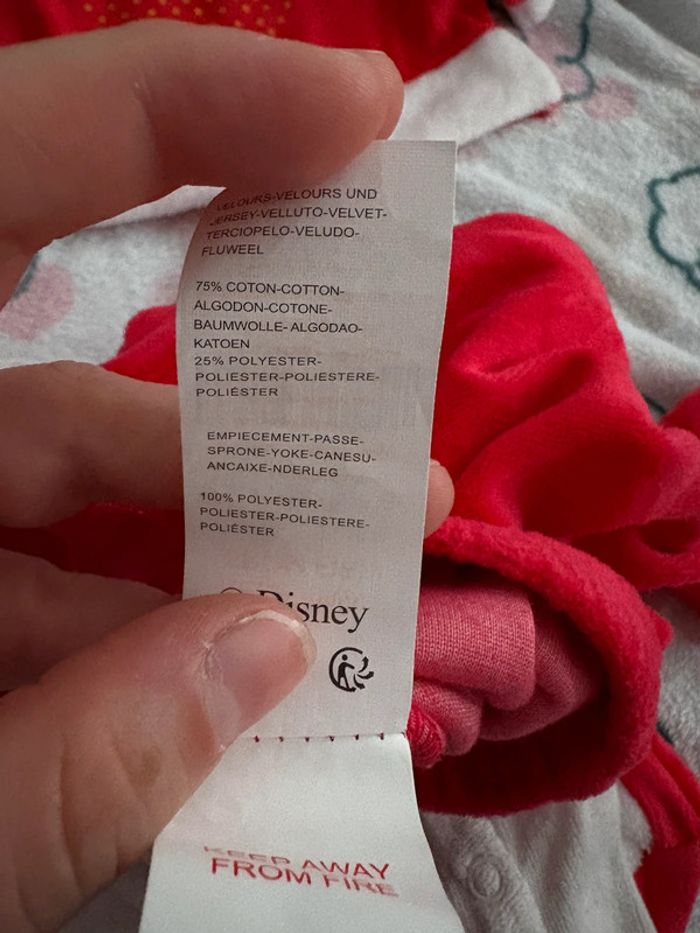 VELOURS-VELOURS UND
JERSEY-VELLUTO-VELVET-
TERCIOPELO-VELUDO-
FLUWEEL
75% COTON-COTTON-
ALGODON-COTONE-
BAUMWOLLE- ALGODAO-
KATOEN
25% POLYESTER-
POLIESTER-POLIESTERE-
POLIÉSTER
EMPIECEMENT-PASSE-
SPRONE-YOKE-CANESU-
ANCAIXE-NDERLEG
100% POLYESTER-
POLIESTER-POLIESTERE-
POLIÉSTER
© Disney
KEEP AWAY
FROM FIRE